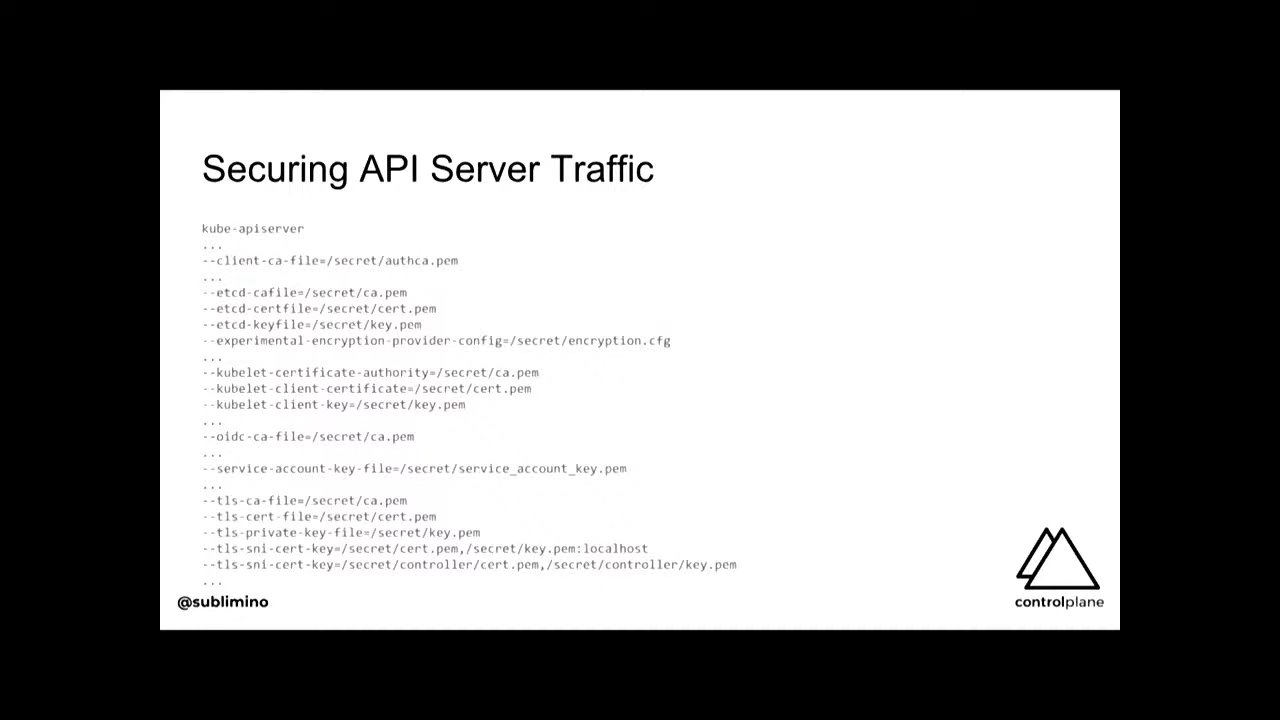 Securing API Server Traffic
kube-apiserver
...
--client-ca-file=/secret/authca.pem
...
--etcd-cafile=/secret/ca.pem
--etcd-certfile=/secret/cert.pem
--etcd-keyfile=/secret/key.pem
--experimental-encryption-provider-config=/secret/encryption.cfg
...
--kubelet-certificate-authority=/secret/ca.pem
--kubelet-client-certificate=/secret/cert.pem
--kubelet-client-key=/secret/key.pem
...
--oidc-ca-file=/secret/ca.pem
...
--service-account-key-file=/secret/service_account_key.pem
...
--tls-ca-file=/secret/ca.pem
--tls-cert-file=/secret/cert.pem
--tls-private-key-file=/secret/key.pem
--tls-sni-cert-key=/secret/cert.pem,/secret/key.pem:localhost
--tls-sni-cert-key=/secret/controller/cert.pem,/secret/controller/key.pem
...
@sublimino
controlplane